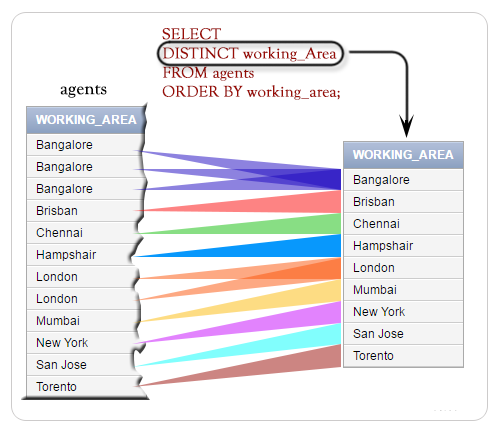 SELECT
DISTINCT working_Area
FROM agents
ORDER BY working_area;
agents
WORKING_AREA
Bangalore
Bangalore
Bangalore
Brisban
Chennai
Hampshair
London
London
Mumbai
New York
San Jose
Torento
WORKING_AREA
Bangalore
Brisban
Chennai
Hampshair
London
Mumbai
New York
San Jose
Torento